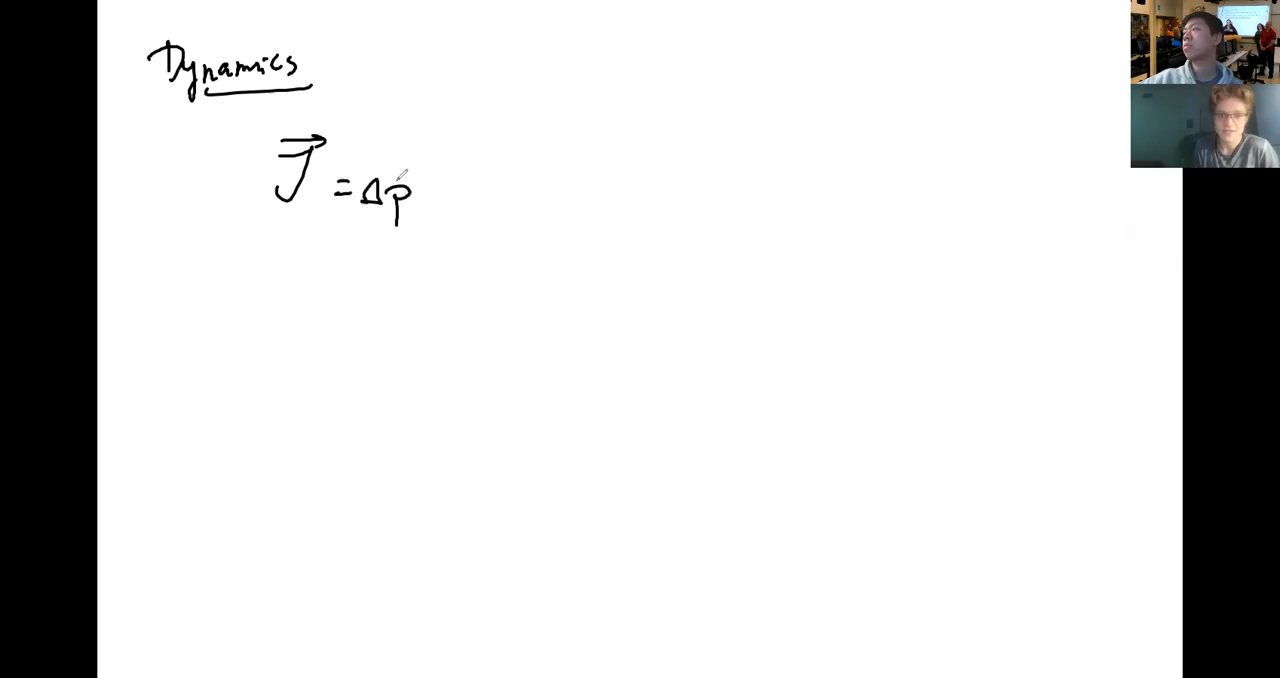 Dynamics
J⃗ = Δp